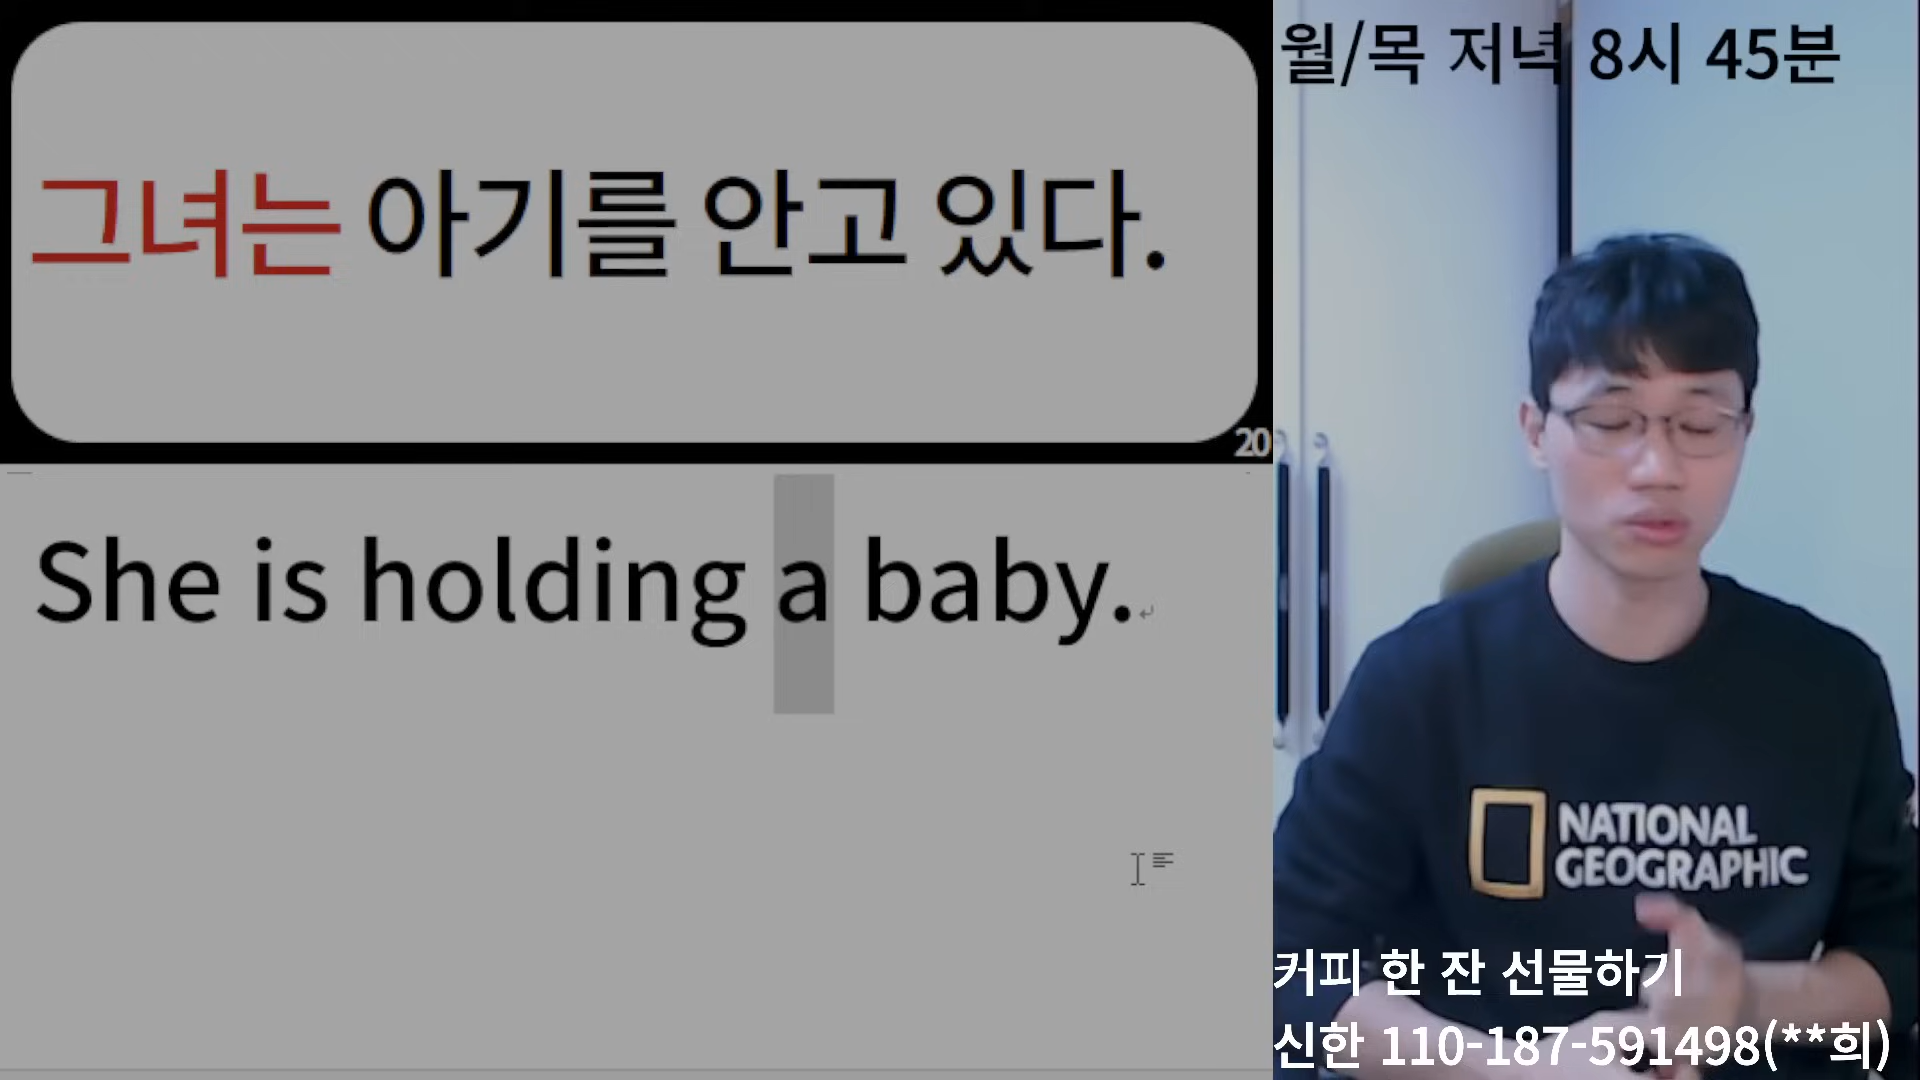 그녀는 아기를 안고 있다.
20
She is holding a baby.
월/목 저녁 8시 45분
NATIONAL
GEOGRAPHIC
커피 한 잔 선물하기
신한 110-187-591498(**희)